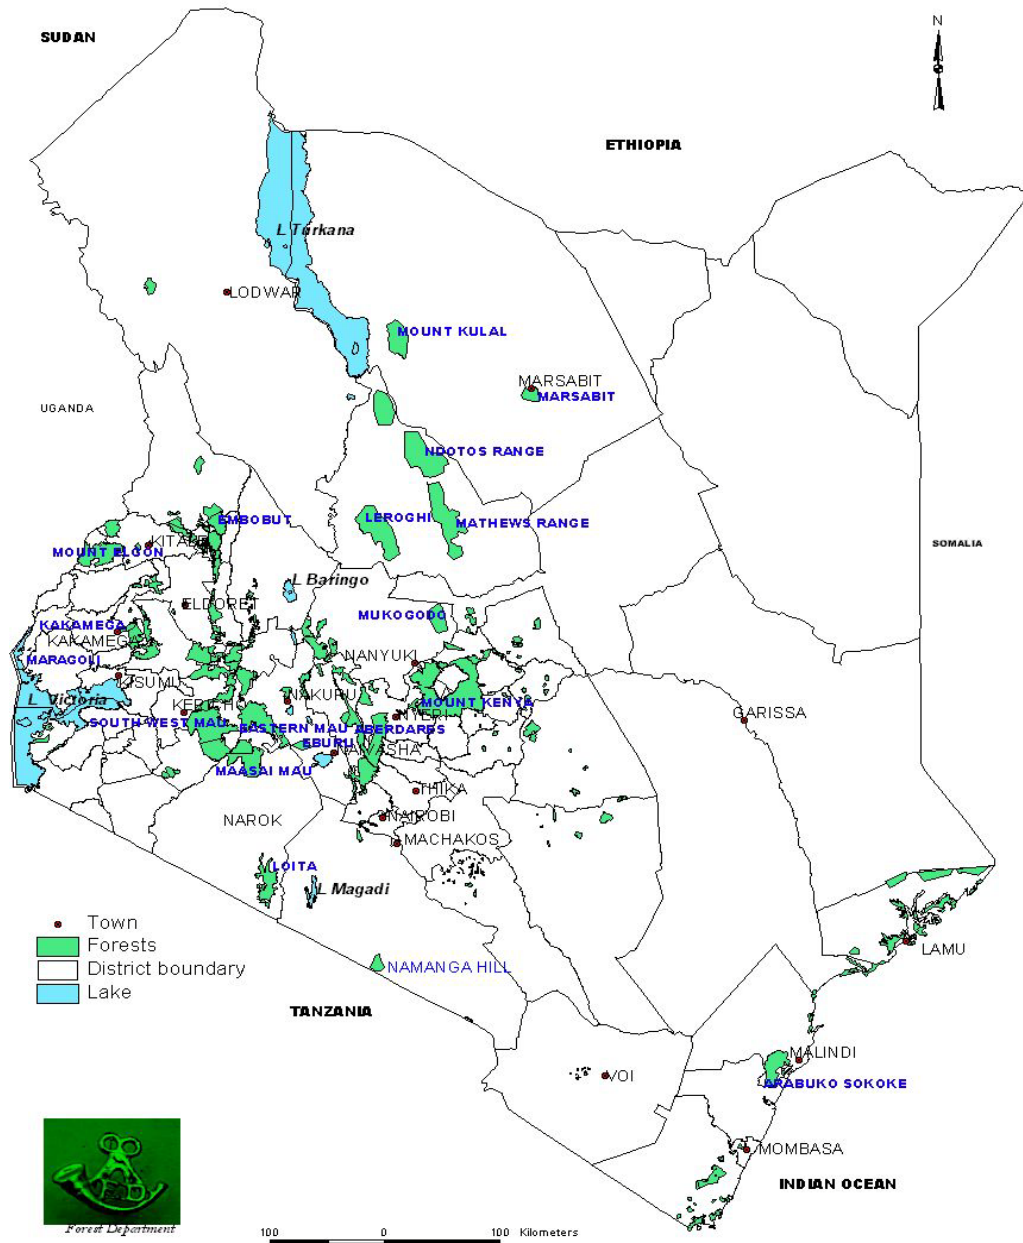 N
SUDAN
ETHIOPIA
L Turkana
LODWAR
MOUNT KULAL
MARSABIT
MARSABIT
UGANDA
NDOTOS RANGE
EMBOBUT
LEROGHI
MATHEWS RANGE
KITALE
MOUNT ELGON
SOMALIA
L Baringo
ELDORET
MUKOGODO
KAKAMEGA
KAKAMEGA
NANYUKI
MARAGOLI
KISUMU
NAKURU
L Victoria
KERICHO
MOUNT KENYA
NYERI
GARISSA
SOUTH WEST MAU
EASTERN MAU
ABERDARES
EBURU
NAIVASHA
MAASAI MAU
THIKA
NAROK
NAIROBI
MACHAKOS
LOITA
L Magadi
Town
Forests
District boundary
Lake
LAMU
NAMANGA HILL
TANZANIA
MALINDI
VOI
ARABUKO SOKOKE
MOMBASA
INDIAN OCEAN
Forest Department
100 0 100 Kilometers